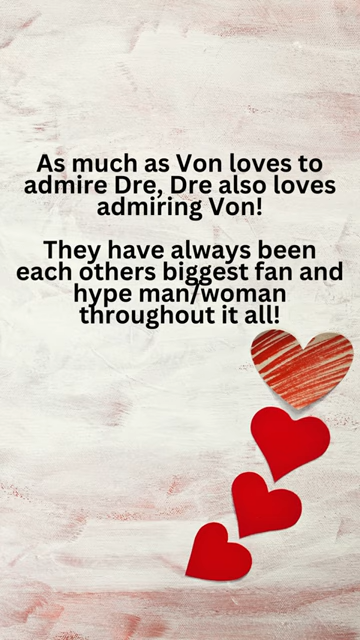 As much as Von loves to
admire Dre, Dre also loves
admiring Von!
They have always been
each others biggest fan and
hype man/woman
throughout it all!